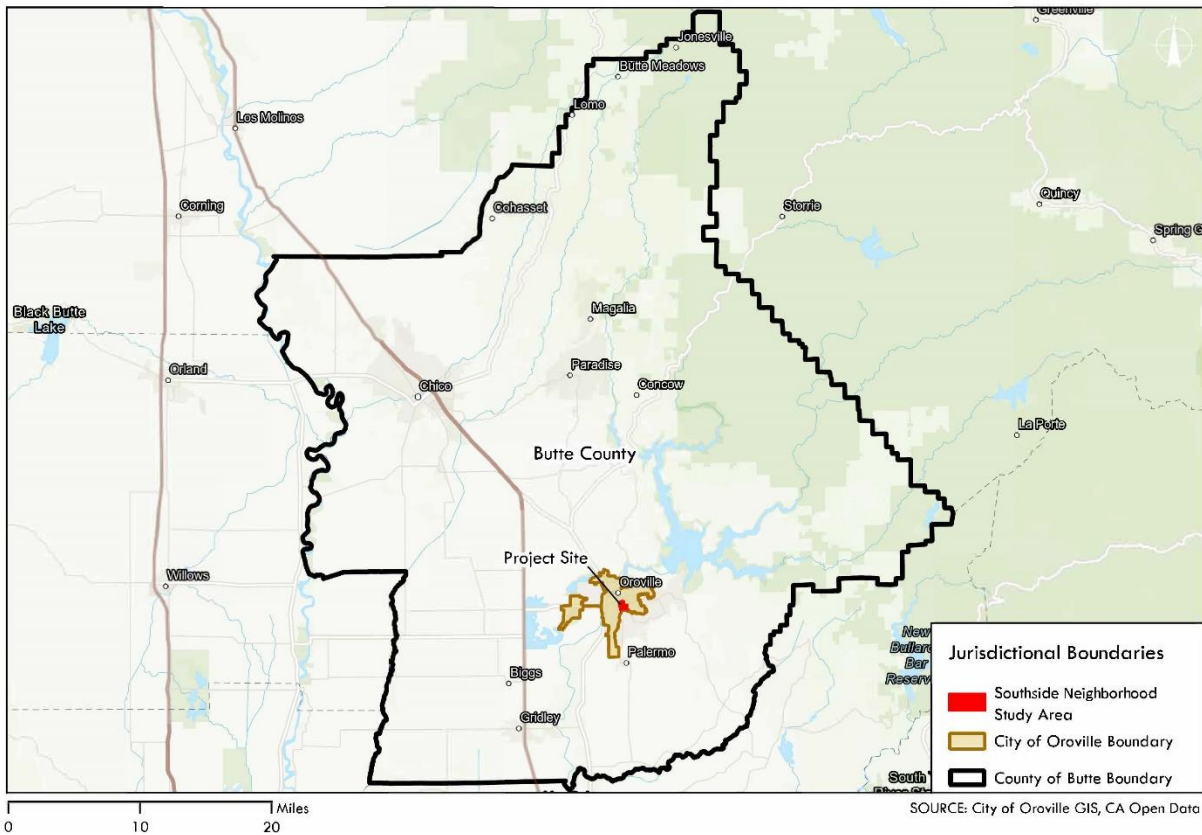 Greenville
Jonesville
Butte Meadows
Lomo
Los Molinos
Corning
Cohasset
Storrie
Quincy
Spring G
Magalia
Black Butte
Lake
Orland
Paradise
Chico
Concow
La Porte
Butte County
Project Site
Willows
Oroville
Palermo
Biggs
Gridley
New
Bullard
Bar
Reserv
South
Jurisdictional Boundaries
Southside Neighborhood
Study Area
City of Oroville Boundary
County of Butte Boundary
Miles
0 10 20
SOURCE: City of Oroville GIS, CA Open Data